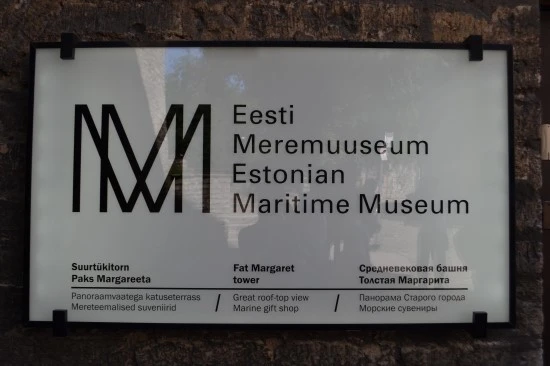 Eesti
Meremuuseum
Estonian
Maritime Museum
Suurtükitorn
Paks Margareeta
Panoraamvaatega katuseterrass
Mereteemalised suveniirid
/
Fat Margaret
tower
Great roof-top view
Marine gift shop
/
Средневековая башня
Толстая Маргарита
Панорама Старого города
Морские сувениры